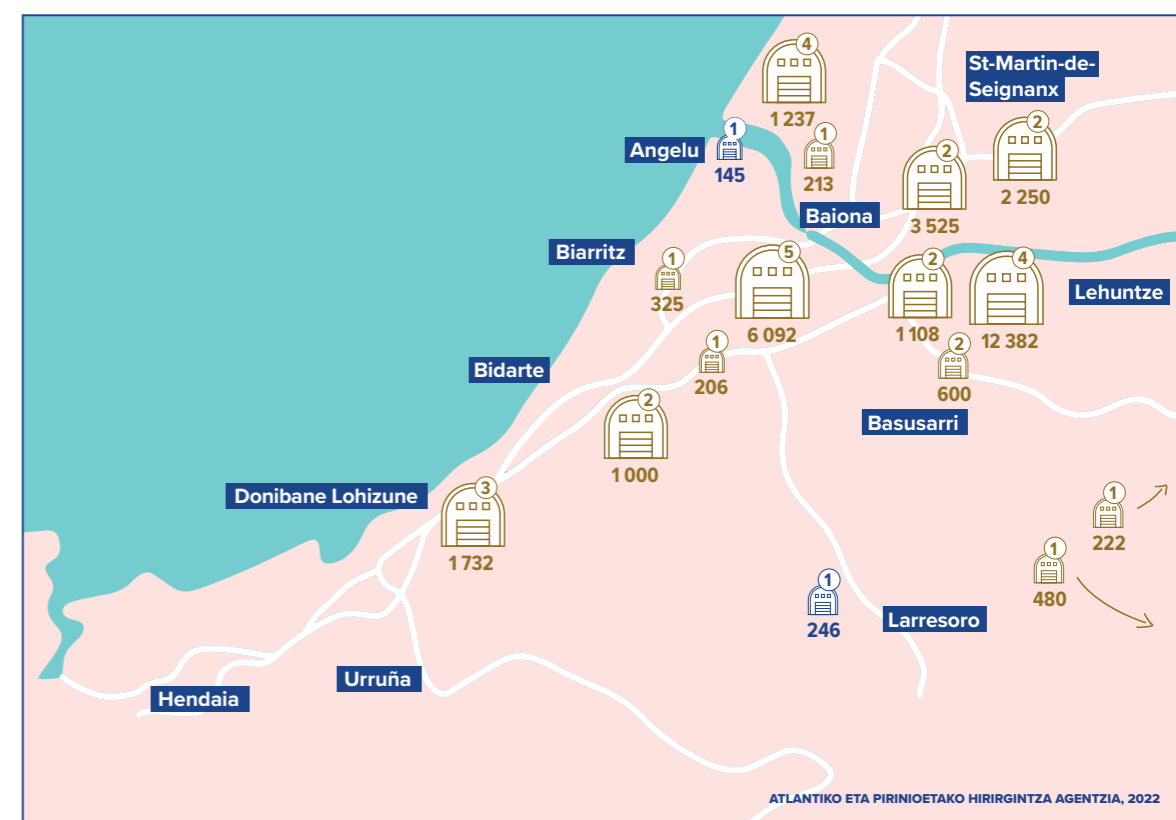 4
1 237
St-Martin-de-
Seignanx
1
145
Angelu
1
213
2
2 250
2
3 525
Baiona
Biarritz
1
325
5
6 092
2
1 108
4
12 382
Lehuntze
Bidarte
1
206
2
600
Basusarri
2
1 000
Donibane Lohizune
3
1 732
1
222
1
480
1
246
Larresoro
Urruña
Hendaia
ATLANTIKO ETA PIRINIOETAKO HIRIRGINTZA AGENTZIA, 2022